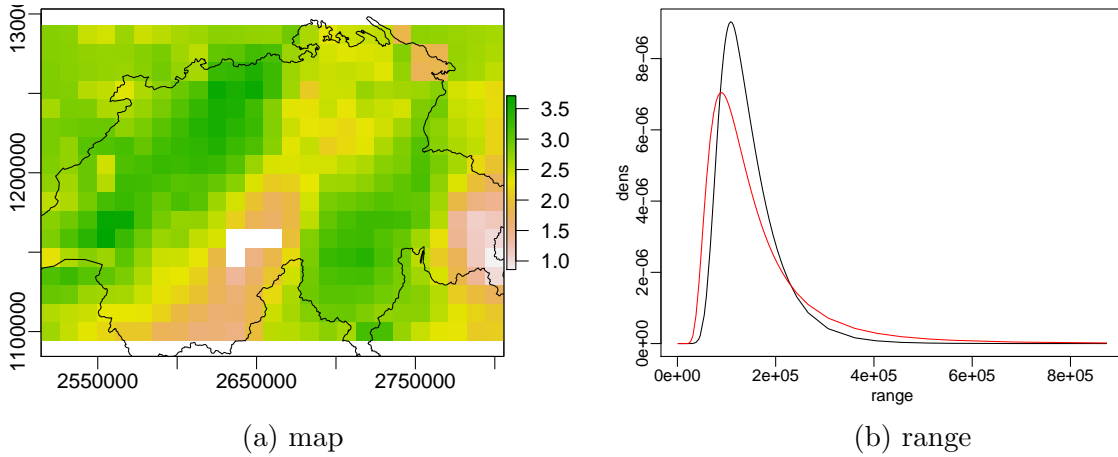 1300000
1200000
1100000
2550000
2650000
2750000
3.5
3.0
2.5
2.0
1.5
1.0
(a) map
8e-06
6e-06
4e-06
2e-06
0e+00
dens
0e+00
2e+05
4e+05
6e+05
8e+05
range
(b) range